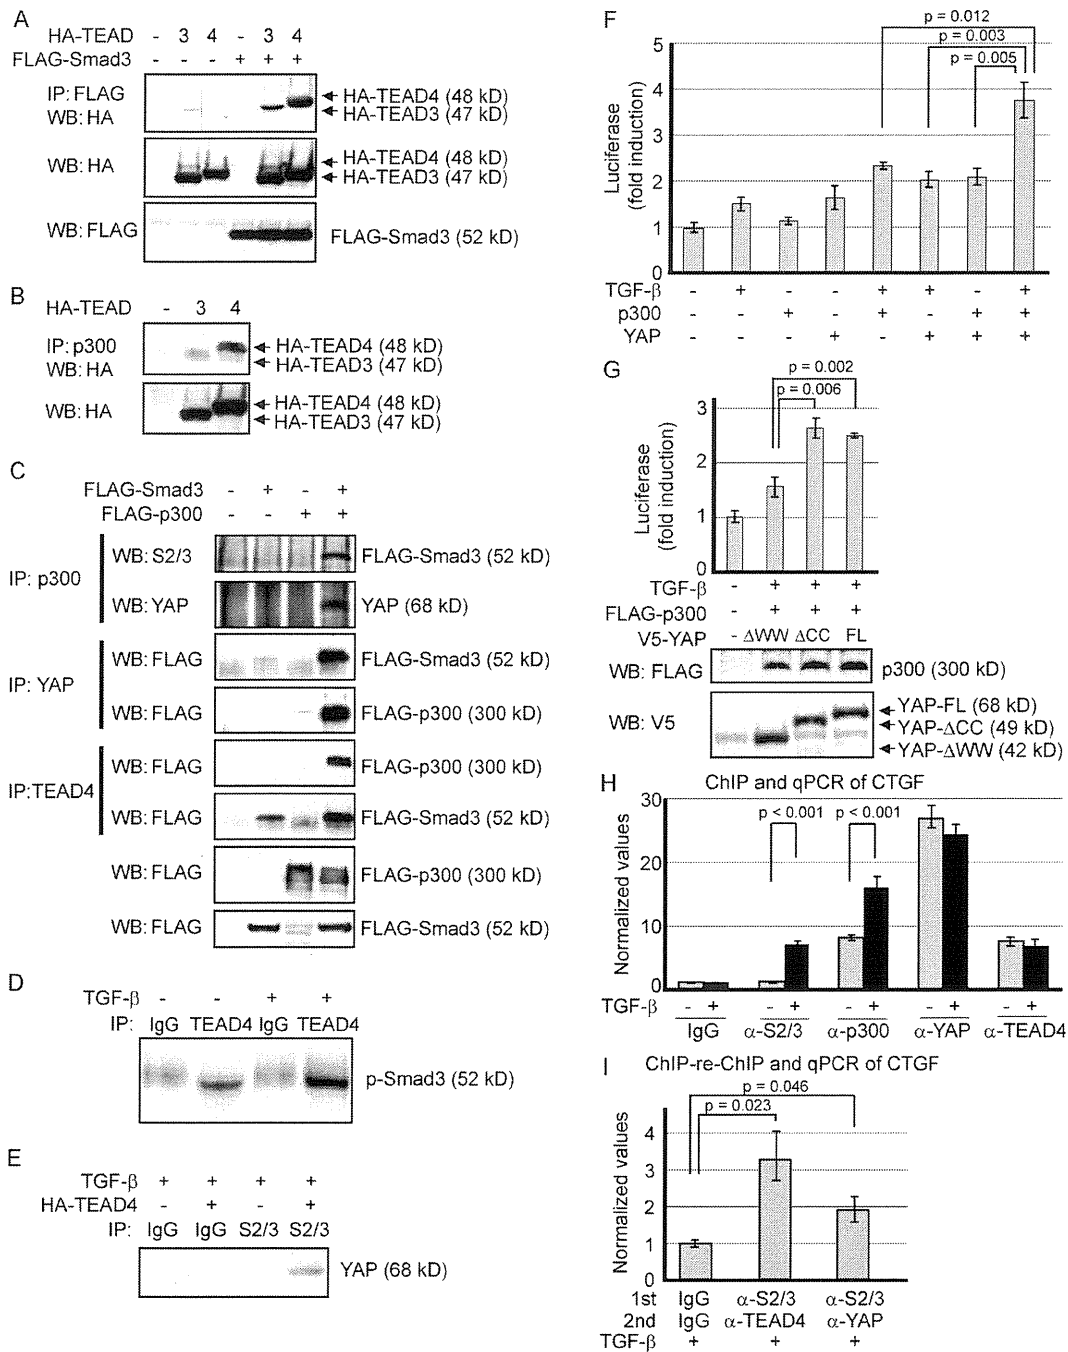 A
HA-TEAD - 3 4 - 3 4
FLAG-Smad3 - - - + + +
IP: FLAG
WB: HA
HA-TEAD4 (48 kD)
HA-TEAD3 (47 kD)
WB: HA
HA-TEAD4 (48 kD)
HA-TEAD3 (47 kD)
WB: FLAG
FLAG-Smad3 (52 kD)
B
HA-TEAD - 3 4
IP: p300
WB: HA
HA-TEAD4 (48 kD)
HA-TEAD3 (47 kD)
WB: HA
HA-TEAD4 (48 kD)
HA-TEAD3 (47 kD)
C
FLAG-Smad3 - + - +
FLAG-p300 - - + +
IP: p300
WB: S2/3
FLAG-Smad3 (52 kD)
WB: YAP
YAP (68 kD)
IP: YAP
WB: FLAG
FLAG-Smad3 (52 kD)
WB: FLAG
FLAG-p300 (300 kD)
IP:TEAD4
WB: FLAG
FLAG-p300 (300 kD)
WB: FLAG
FLAG-Smad3 (52 kD)
WB: FLAG
FLAG-p300 (300 kD)
WB: FLAG
FLAG-Smad3 (52 kD)
D
TGF-β - - + +
IP: IgG TEAD4 IgG TEAD4
p-Smad3 (52 kD)
E
TGF-β + + + +
HA-TEAD4 - + - +
IP: IgG IgG S2/3 S2/3
YAP (68 kD)
F
p = 0.012
p = 0.003
p = 0.005
Luciferase
(fold induction)
5
4
3
2
1
0
TGF-β - + - - + + - +
p300 - - + - + - + +
YAP - - - + - + + +
G
p = 0.002
p = 0.006
Luciferase
(fold induction)
3
2
1
0
TGF-β - + + +
FLAG-p300 - + + +
V5-YAP - ΔWW ΔCC FL
WB: FLAG
p300 (300 kD)
WB: V5
YAP-FL (68 kD)
YAP-ΔCC (49 kD)
YAP-ΔWW (42 kD)
H
ChIP and qPCR of CTGF
Normalized values
30
20
10
0
p < 0.001
p < 0.001
TGF-β - + - + - + - + - +
IgG α-S2/3 α-p300 α-YAP α-TEAD4
I
ChIP-re-ChIP and qPCR of CTGF
p = 0.046
p = 0.023
Normalized values
4
3
2
1
0
1st IgG α-S2/3 α-S2/3
2nd IgG α-TEAD4 α-YAP
TGF-β + + +